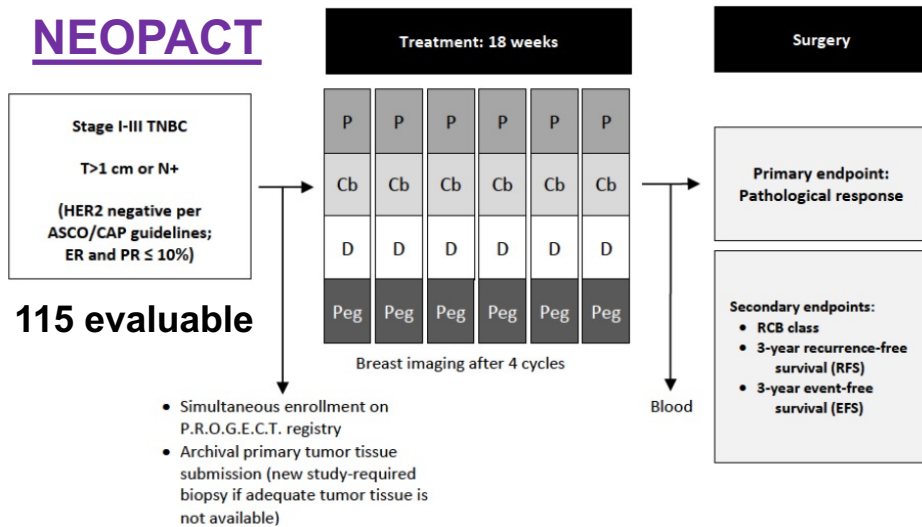 NEOPACT
Treatment: 18 weeks
Surgery
Stage I-III TNBC
T>1 cm or N+
(HER2 negative per
ASCO/CAP guidelines;
ER and PR ≤ 10%)
115 evaluable
P P P P P P
Cb Cb Cb Cb Cb Cb
D D D D D D
Peg Peg Peg Peg Peg Peg
Breast imaging after 4 cycles
• Simultaneous enrollment on
P.R.O.G.E.C.T. registry
• Archival primary tumor tissue
submission (new study-required
biopsy if adequate tumor tissue is
not available)
Blood
Primary endpoint:
Pathological response
Secondary endpoints:
• RCB class
• 3-year recurrence-free
survival (RFS)
• 3-year event-free
survival (EFS)